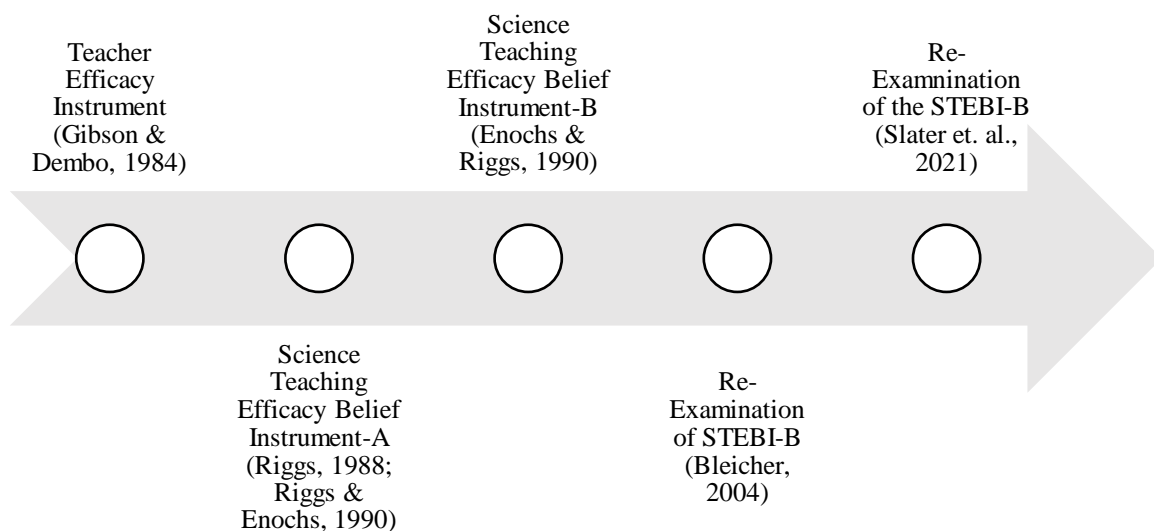 Teacher
Efficacy
Instrument
(Gibson &
Dembo, 1984)
Science
Teaching
Efficacy Belief
Instrument-A
(Riggs, 1988;
Riggs &
Enochs, 1990)
Science
Teaching
Efficacy Belief
Instrument-B
(Enochs &
Riggs, 1990)
Re-
Examination
of STEBI-B
(Bleicher,
2004)
Re-
Examnination
of the STEBI-B
(Slater et. al.,
2021)